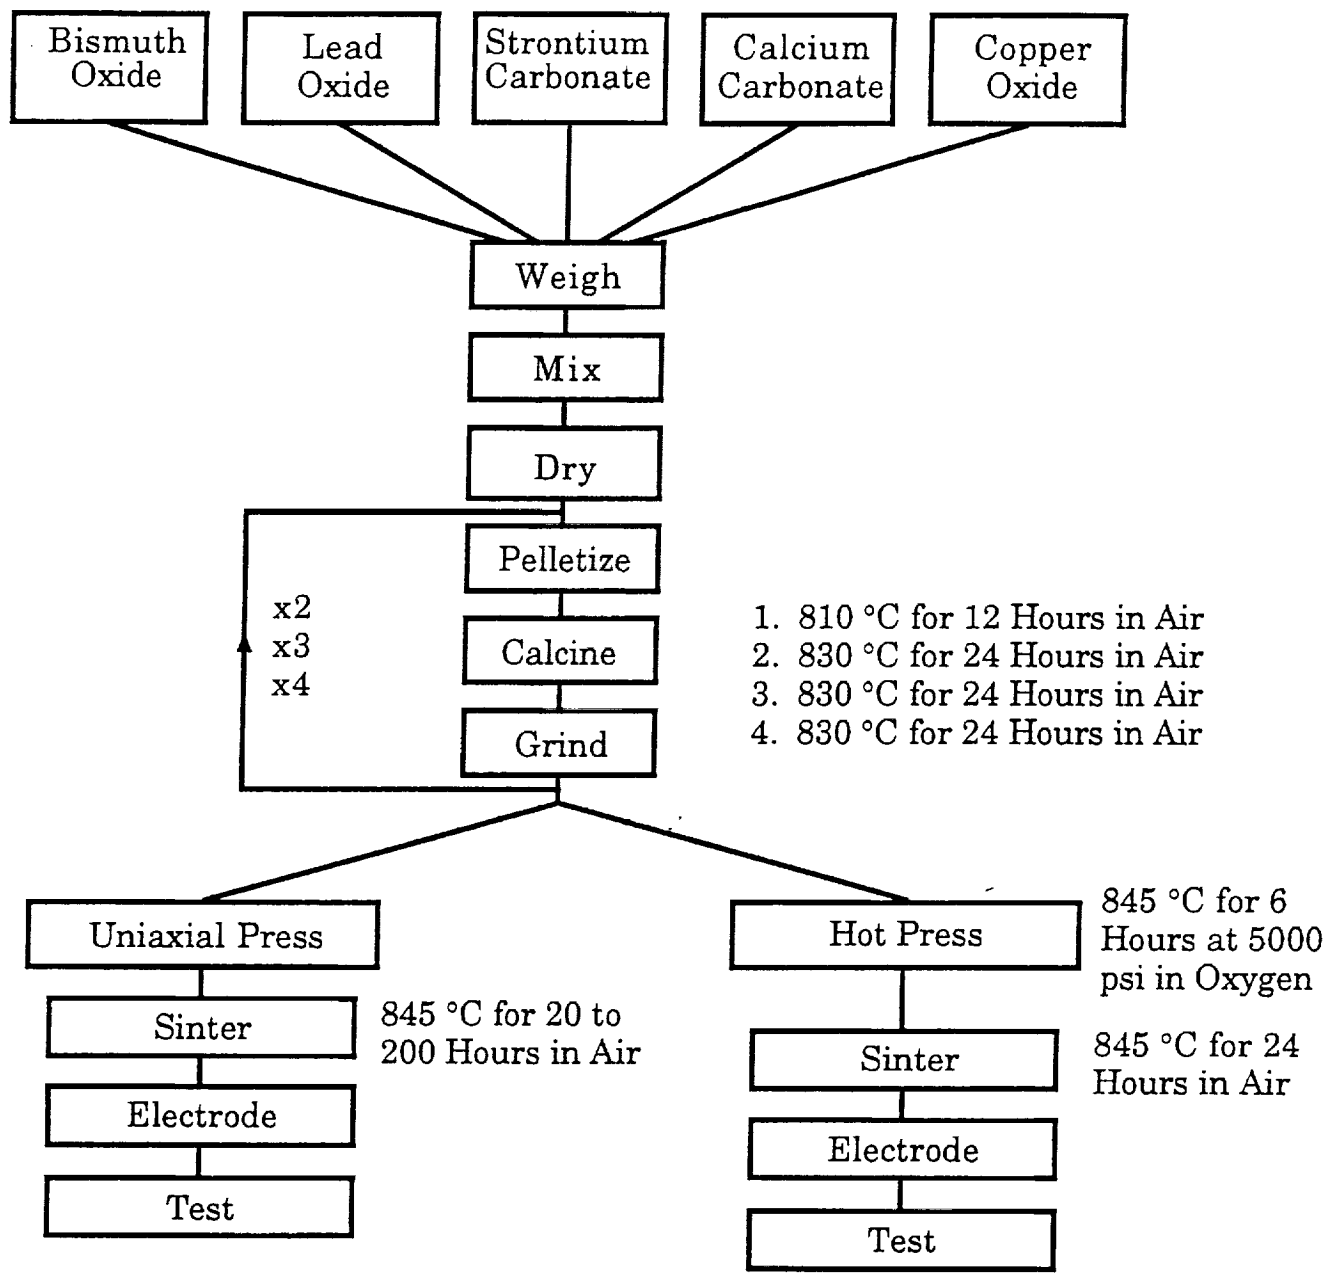 Bismuth
Oxide
Lead
Oxide
Strontium
Carbonate
Calcium
Carbonate
Copper
Oxide
Weigh
Mix
Dry
Pelletize
x2
x3
x4
Calcine
Grind
1. 810 °C for 12 Hours in Air
2. 830 °C for 24 Hours in Air
3. 830 °C for 24 Hours in Air
4. 830 °C for 24 Hours in Air
Uniaxial Press
Sinter
845 °C for 20 to
200 Hours in Air
Electrode
Test
Hot Press
845 °C for 6
Hours at 5000
psi in Oxygen
Sinter
845 °C for 24
Hours in Air
Electrode
Test